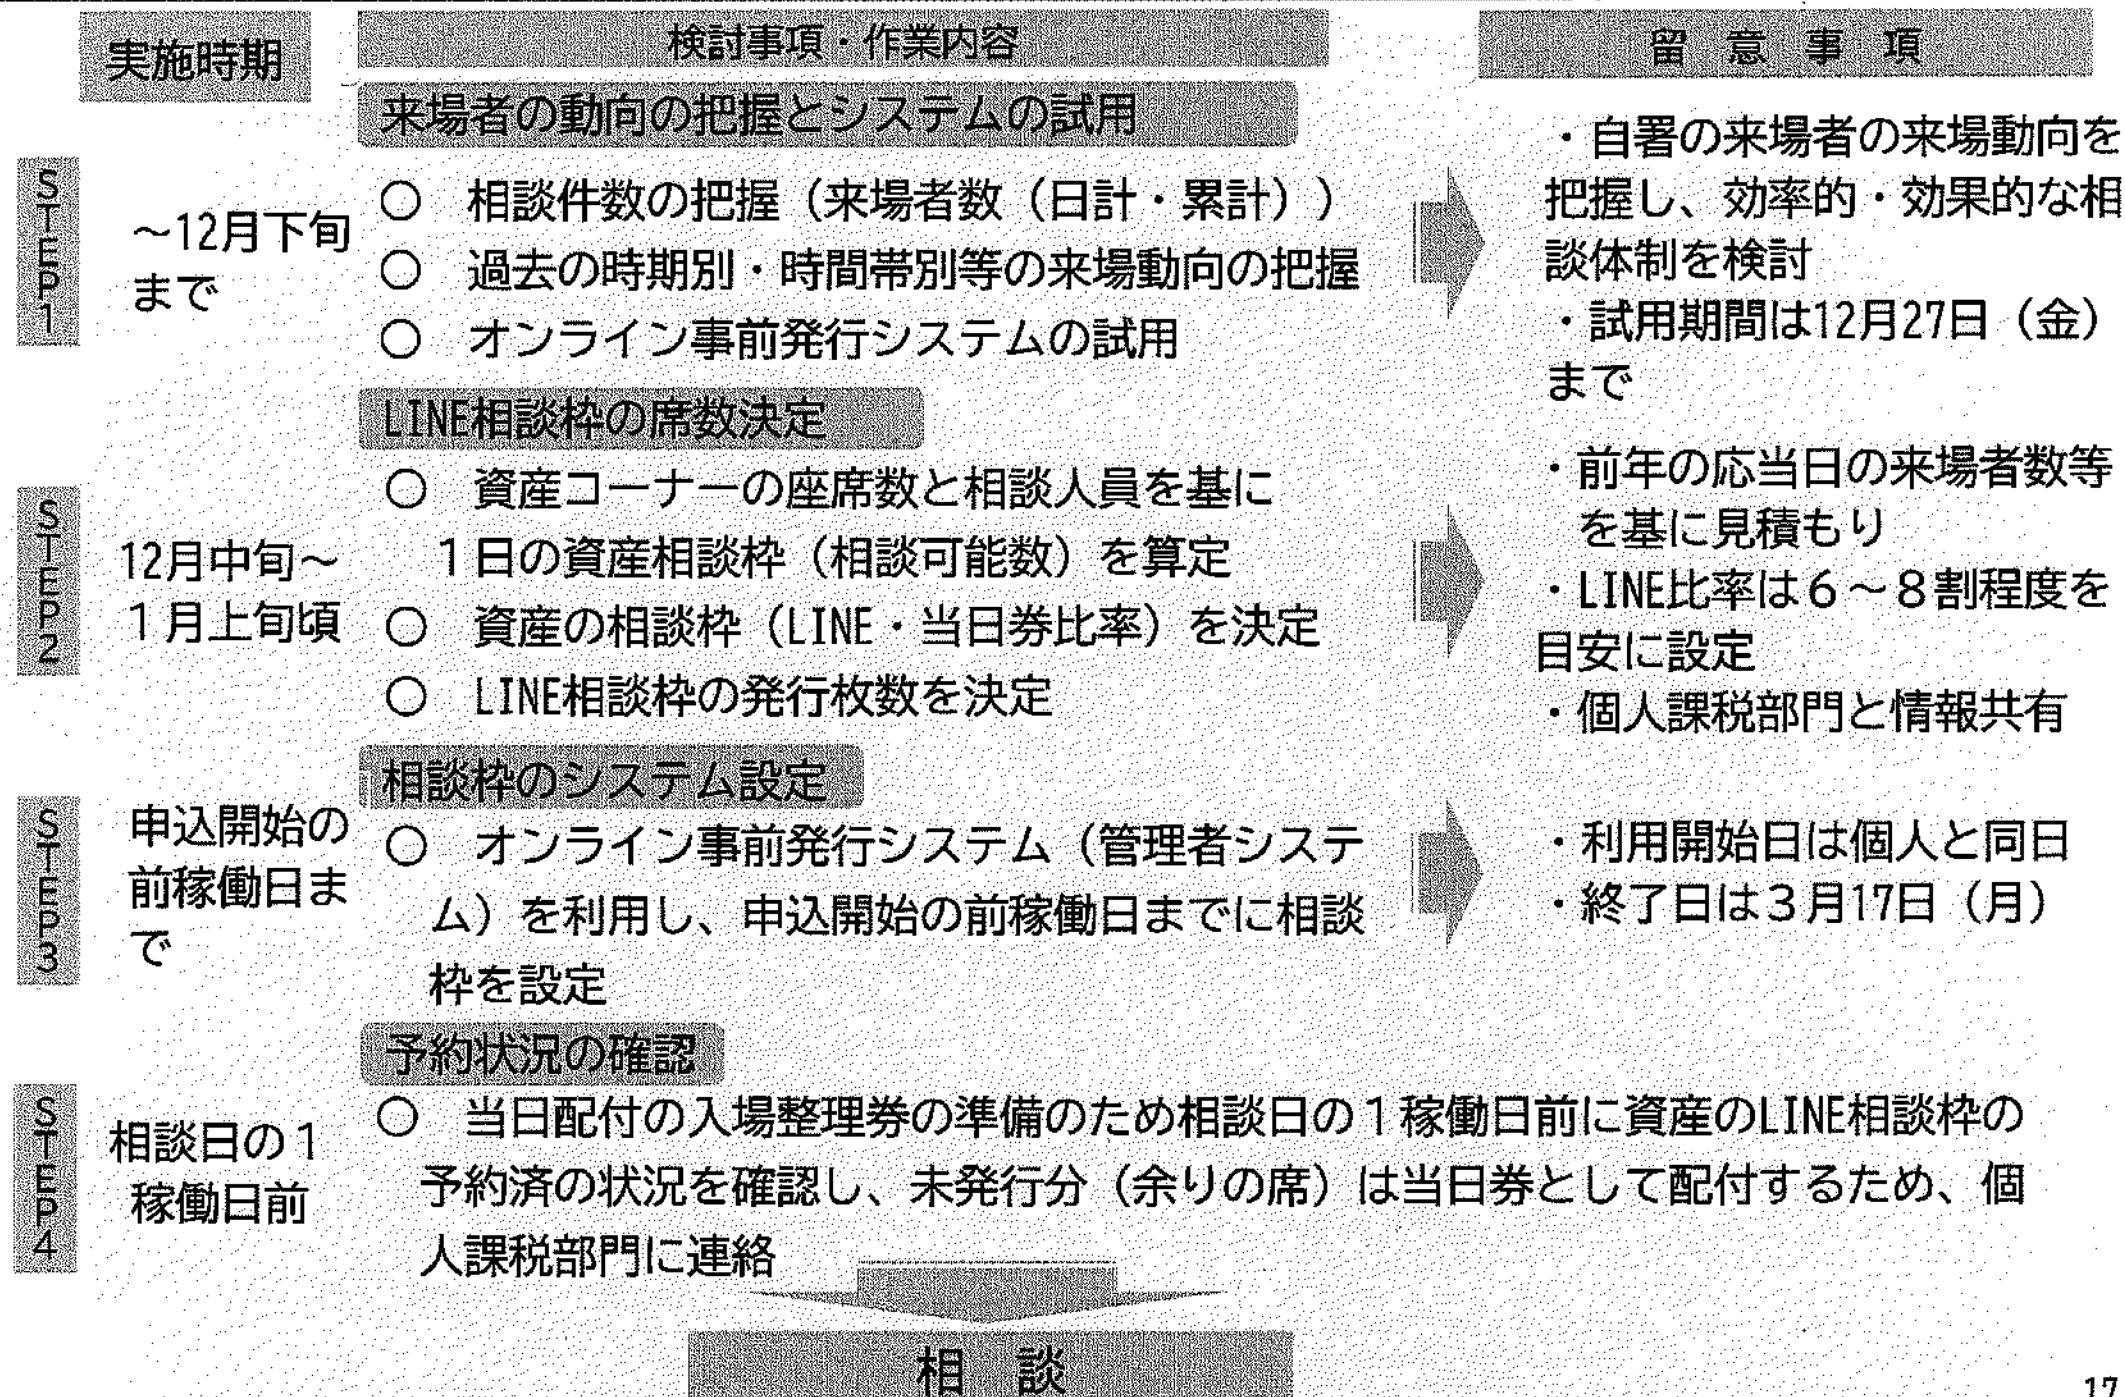 実施時期
検討事項・作業内容
留 意 事 項
来場者の動向の把握とシステムの試用
STEP1
~12月下旬
まで
○ 相談件数の把握(来場者数(日計・累計))
○ 過去の時期別・時間帯別等の来場動向の把握
○ オンライン事前発行システムの試用
・自署の来場者の来場動向を
把握し、効率的・効果的な相
談体制を検討
・試用期間は12月27日(金)
まで
LINE相談枠の席数決定
STEP2
12月中旬~
1月上旬頃
○ 資産コーナーの座席数と相談人員を基に
1日の資産相談枠(相談可能数)を算定
○ 資産の相談枠(LINE・当日券比率)を決定
○ LINE相談枠の発行枚数を決定
・前年の応当日の来場者数等
を基に見積もり
・LINE比率は6~8割程度を
目安に設定
・個人課税部門と情報共有
相談枠のシステム設定
STEP3
申込開始の
前稼働日ま
で
○ オンライン事前発行システム(管理者システ
ム)を利用し、申込開始の前稼働日までに相談
枠を設定
・利用開始日は個人と同日
・終了日は3月17日(月)
予約状況の確認
STEP4
相談日の1
稼働日前
○ 当日配付の入場整理券の準備のため相談日の1稼働日前に資産のLINE相談枠の
予約済の状況を確認し、未発行分(余りの席)は当日券として配付するため、個
人課税部門に連絡
相 談
17